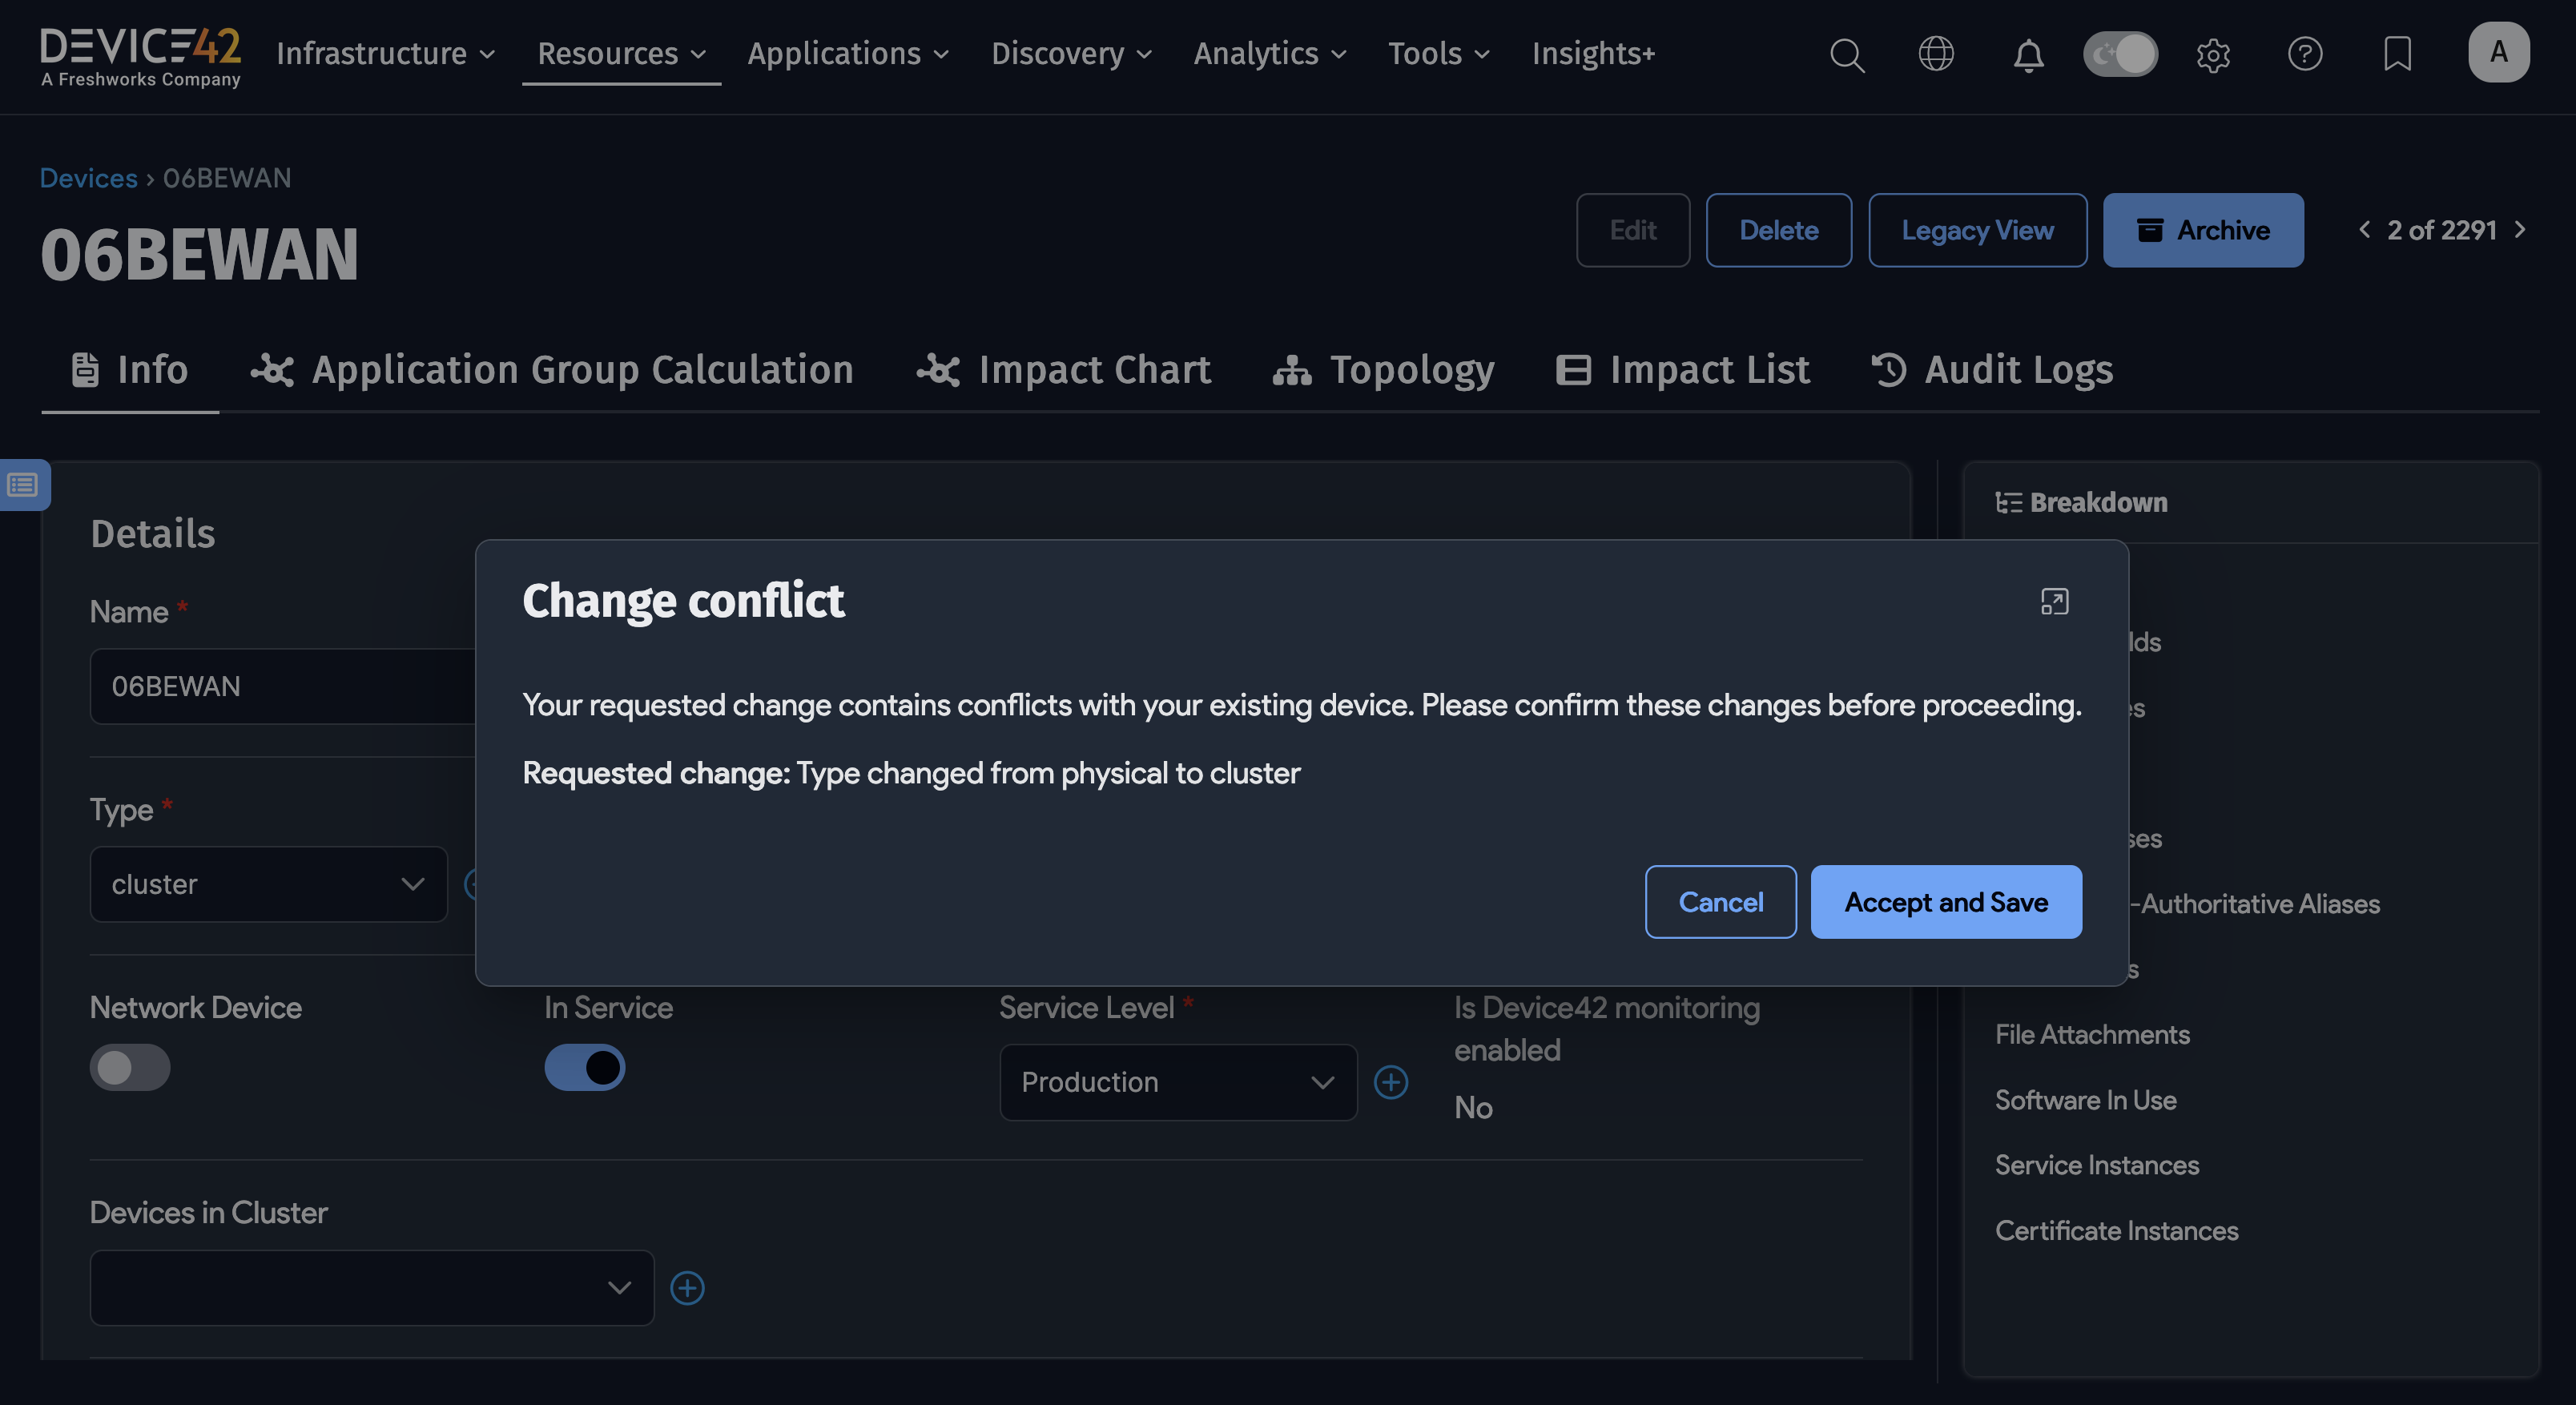 DEVICE42
A Freshworks Company
Infrastructure
Resources
Applications
Discovery
Analytics
Tools
Insights+
A
Devices › 06BEWAN
06BEWAN
Edit
Delete
Legacy View
Archive
2 of 2291
Info
Application Group Calculation
Impact Chart
Topology
Impact List
Audit Logs
Details
Name *
06BEWAN
Type *
cluster
Change conflict
Your requested change contains conflicts with your existing device. Please confirm these changes before proceeding.
Requested change: Type changed from physical to cluster
Cancel
Accept and Save
Network Device
In Service
Service Level *
Production
Is Device42 monitoring
enabled
No
Devices in Cluster
Breakdown
-Authoritative Aliases
File Attachments
Software In Use
Service Instances
Certificate Instances